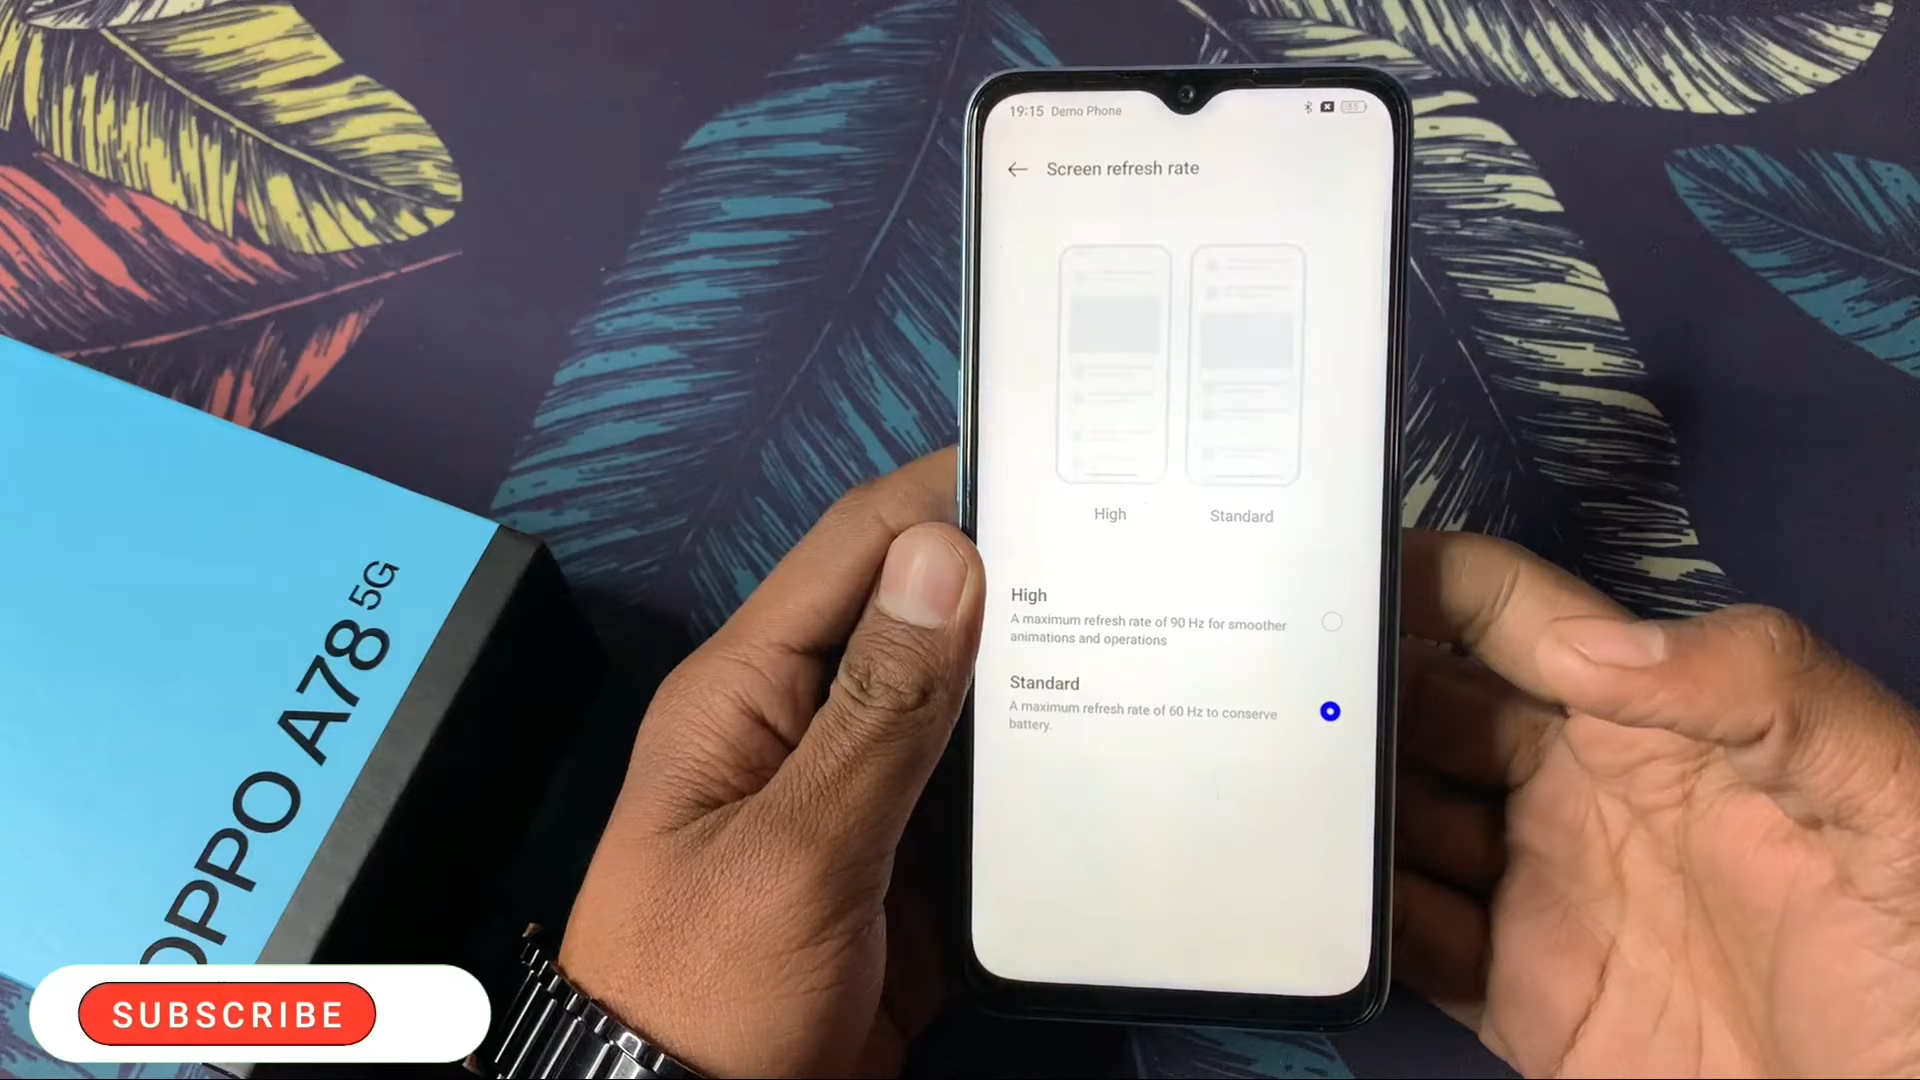 19:15 Demo Phone
Screen refresh rate
High
Standard
High
A maximum refresh rate of 90 Hz for smoother
animations and operations
Standard
A maximum refresh rate of 60 Hz to conserve
battery.
OPPO A78 5G
SUBSCRIBE